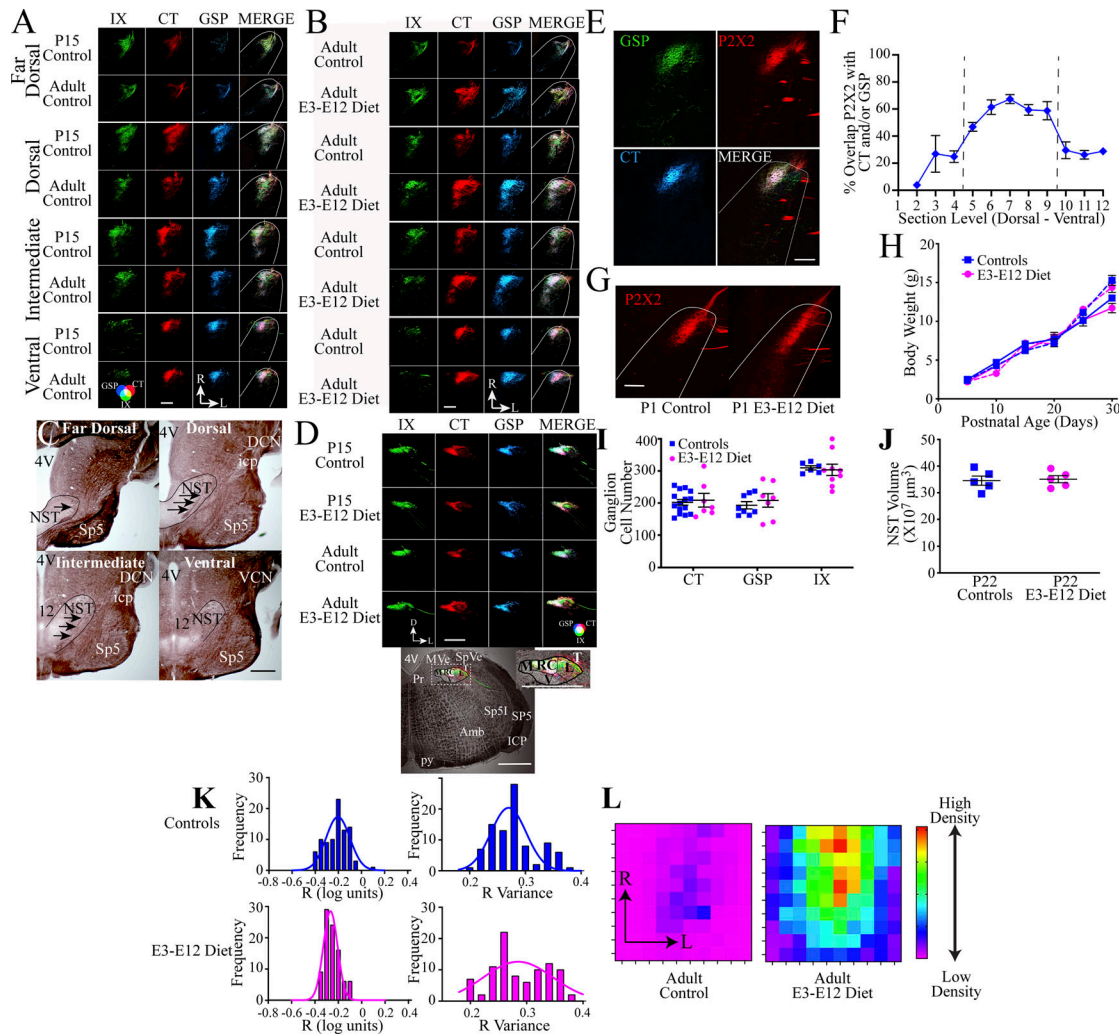 A
IX CT GSP MERGE
Far Dorsal
P15 Control
Adult Control
Dorsal
P15 Control
Adult Control
Intermediate
P15 Control
Adult Control
Ventral
P15 Control
Adult Control
GSP CT
IX
R
L
B
IX CT GSP MERGE
Adult Control
Adult E3-E12 Diet
Adult Control
Adult E3-E12 Diet
Adult Control
Adult E3-E12 Diet
Adult Control
Adult E3-E12 Diet
R
L
C
Far Dorsal
4V
NST
Sp5
Dorsal
4V
DCN
icp
NST
Sp5
Intermediate
4V
DCN
icp
12
NST
Sp5
Ventral
4V
VCN
12
NST
Sp5
D
IX CT GSP MERGE
P15 Control
P15 E3-E12 Diet
Adult Control
Adult E3-E12 Diet
D
L
GSP CT
IX
4V MVe SpVe
T
M RC L
V
Pr
Sp5I
SP5
Amb
ICP
py
T
M RC L
V
E
GSP
P2X2
CT
MERGE
F
% Overlap P2X2 with
CT and/or GSP
100
80
60
40
20
0
1 2 3 4 5 6 7 8 9 10 11 12
Section Level (Dorsal - Ventral)
G
P2X2
P1 Control
P1 E3-E12 Diet
H
Controls
E3-E12 Diet
Body Weight (g)
20
15
10
5
0
0 10 20 30
Postnatal Age (Days)
I
Controls
E3-E12 Diet
Ganglion
Cell Number
400
300
200
100
0
CT GSP IX
J
NST Volume
(X10⁷ μm³)
50
40
30
20
10
0
P22 Controls
P22 E3-E12 Diet
K
Controls
Frequency
30
20
10
0
-0.8 -0.6 -0.4 -0.2 0.2 0.4
R (log units)
Frequency
30
20
10
0
0.2 0.3 0.4
R Variance
E3-E12 Diet
Frequency
30
20
10
0
-0.8 -0.6 -0.4 -0.2 0.2 0.4
R (log units)
Frequency
30
20
10
0
0.2 0.3 0.4
R Variance
L
R
L
Adult
Control
Adult
E3-E12 Diet
High
Density
Low
Density